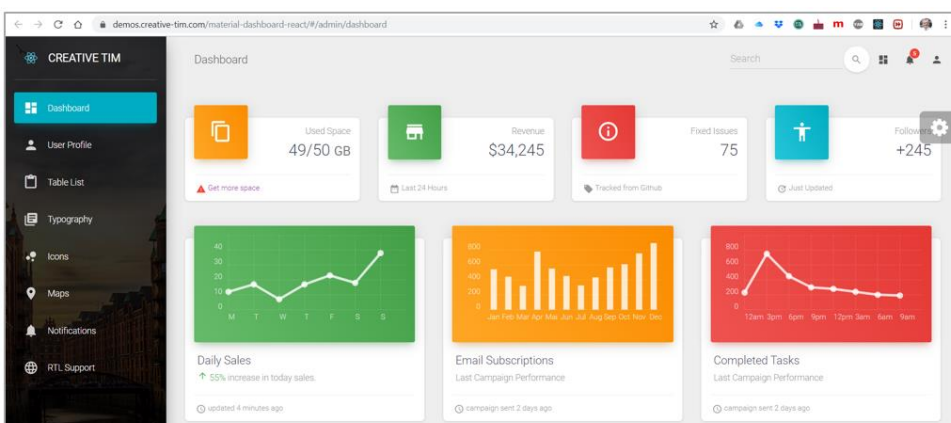 demos.creative-tim.com/material-dashboard-react/#/admin/dashboard
CREATIVE TIM
Dashboard
User Profile
Table List
Typography
Icons
Maps
Notifications
RTL Support
Dashboard
Search
Used Space
49/50 GB
Get more space
Revenue
$34,245
Last 24 Hours
Fixed Issues
75
Tracked from Github
Followers
+245
Just Updated
40
30
20
10
0
M T W T F S S
Daily Sales
55% increase in today sales.
updated 4 minutes ago
800
600
400
200
0
Jan Feb Mar Apr Mai Jun Jul Aug Sep Oct Nov Dec
Email Subscriptions
Last Campaign Performance
campaign sent 2 days ago
800
600
400
200
0
12am 3pm 6pm 9pm 12pm 3am 6am 9am
Completed Tasks
Last Campaign Performance
campaign sent 2 days ago